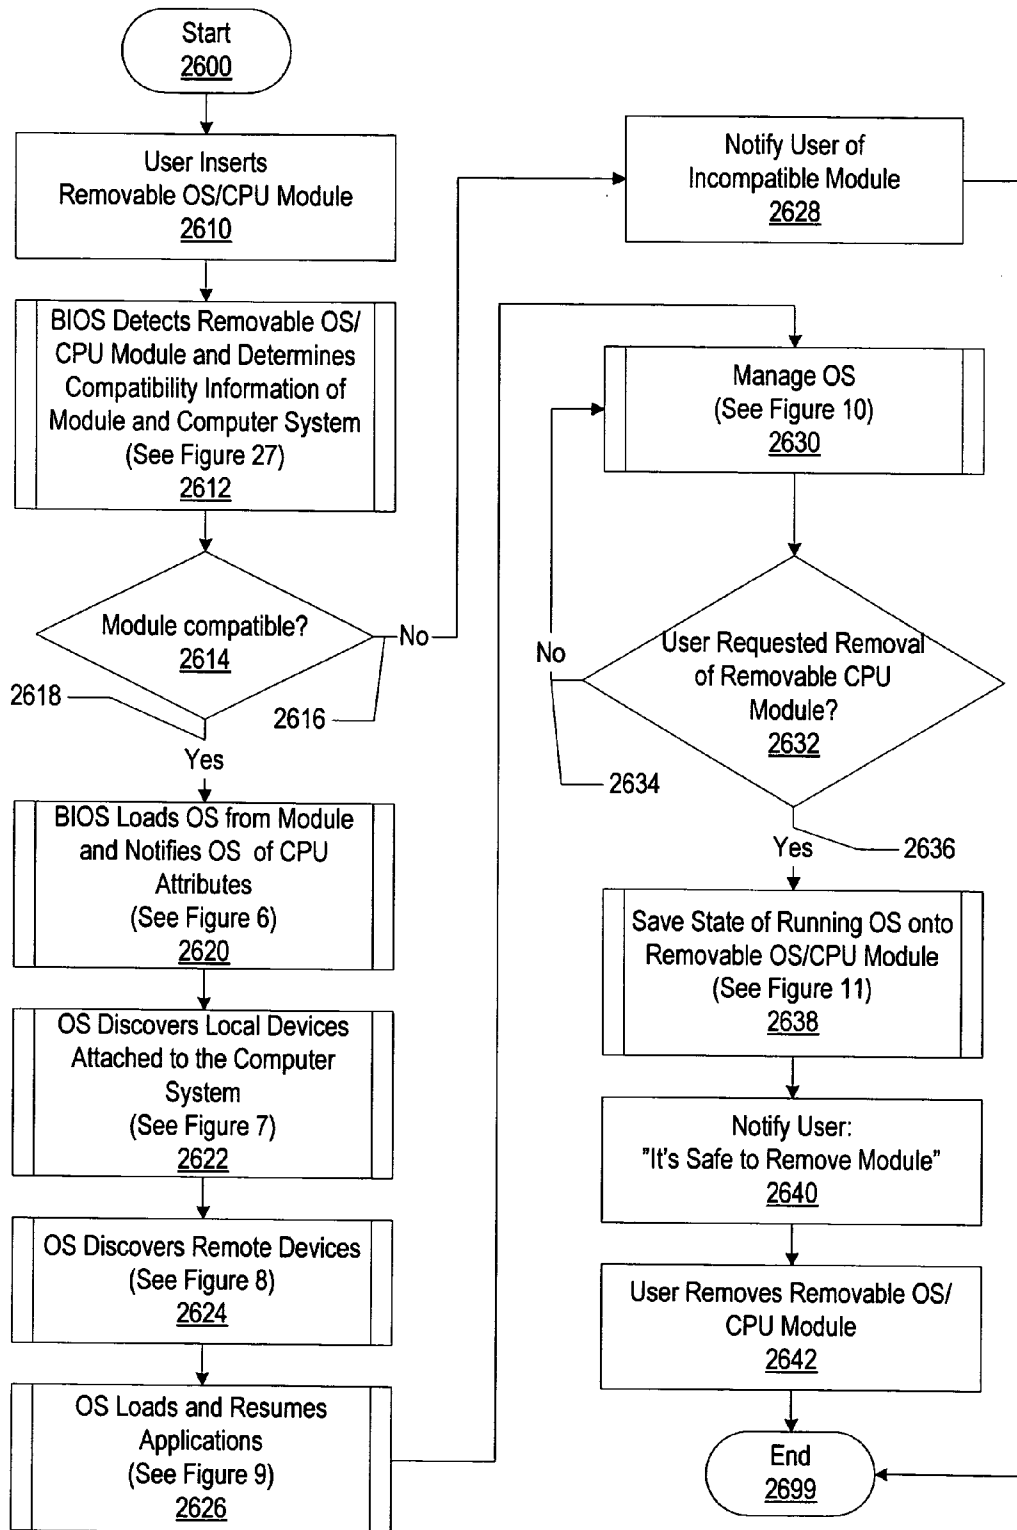 Start
2600
User Inserts
Removable OS/CPU Module
2610
BIOS Detects Removable OS/
CPU Module and Determines
Compatibility Information of
Module and Computer System
(See Figure 27)
2612
Module compatible?
2614
No
2616
2618
Yes
BIOS Loads OS from Module
and Notifies OS of CPU
Attributes
(See Figure 6)
2620
OS Discovers Local Devices
Attached to the Computer
System
(See Figure 7)
2622
OS Discovers Remote Devices
(See Figure 8)
2624
OS Loads and Resumes
Applications
(See Figure 9)
2626
Notify User of
Incompatible Module
2628
Manage OS
(See Figure 10)
2630
User Requested Removal
of Removable CPU
Module?
2632
No
2634
Yes
2636
Save State of Running OS onto
Removable OS/CPU Module
(See Figure 11)
2638
Notify User:
"It's Safe to Remove Module"
2640
User Removes Removable OS/
CPU Module
2642
End
2699